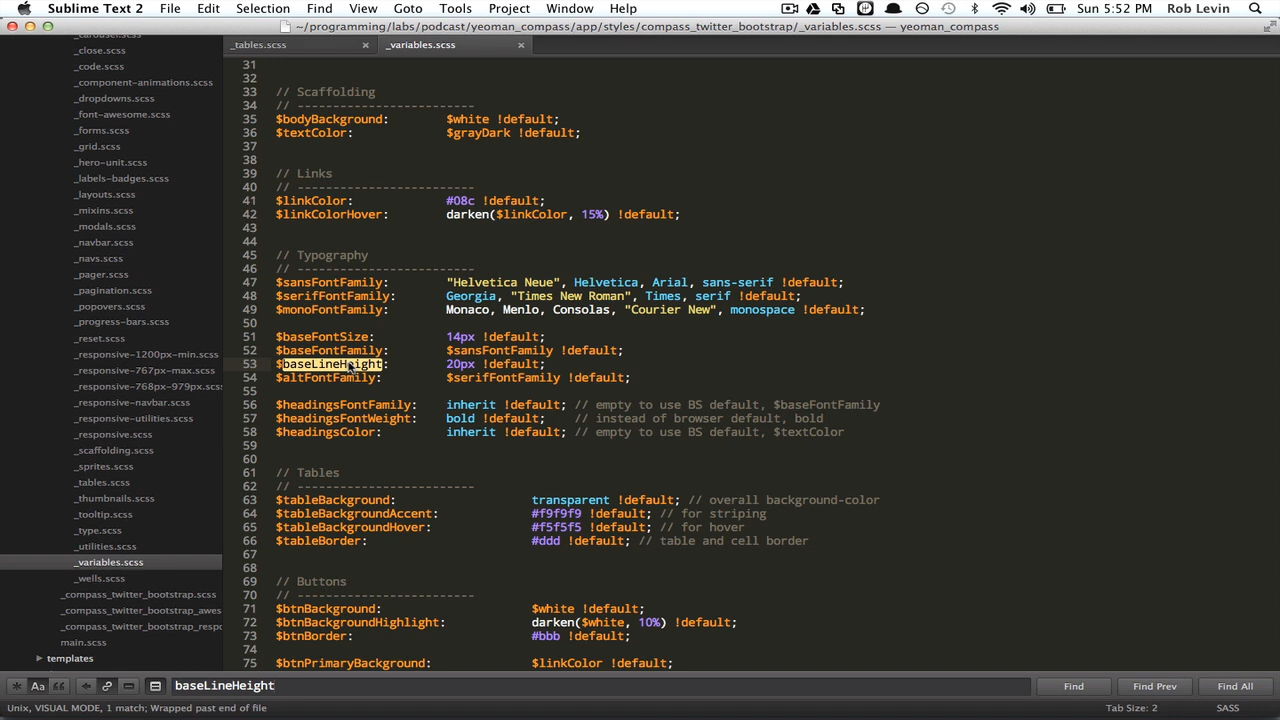 Sublime Text 2 File Edit Selection Find View Goto Tools Project Window Help Sun 5:52 PM Rob Levin
~/programming/labs/podcast/yeoman_compass/app/styles/compass_twitter_bootstrap/_variables.scss — yeoman_compass
_tables.scss × _variables.scss ×
_carousel.scss
_close.scss
_code.scss
_component-animations.scss
_dropdowns.scss
_font-awesome.scss
_forms.scss
_grid.scss
_hero-unit.scss
_labels-badges.scss
_layouts.scss
_mixins.scss
_modals.scss
_navbar.scss
_navs.scss
_pager.scss
_pagination.scss
_popovers.scss
_progress-bars.scss
_reset.scss
_responsive-1200px-min.scss
_responsive-767px-max.scss
_responsive-768px-979px.scss
_responsive-navbar.scss
_responsive-utilities.scss
_responsive.scss
_scaffolding.scss
_sprites.scss
_tables.scss
_thumbnails.scss
_tooltip.scss
_type.scss
_utilities.scss
_variables.scss
_wells.scss
_compass_twitter_bootstrap.scss
_compass_twitter_bootstrap_awes
_compass_twitter_bootstrap_respo
main.scss
templates
31
32
33 // Scaffolding
34 // -------------------------
35 $bodyBackground: $white !default;
36 $textColor: $grayDark !default;
37
38
39 // Links
40 // -------------------------
41 $linkColor: #08c !default;
42 $linkColorHover: darken($linkColor, 15%) !default;
43
44
45 // Typography
46 // -------------------------
47 $sansFontFamily: "Helvetica Neue", Helvetica, Arial, sans-serif !default;
48 $serifFontFamily: Georgia, "Times New Roman", Times, serif !default;
49 $monoFontFamily: Monaco, Menlo, Consolas, "Courier New", monospace !default;
50
51 $baseFontSize: 14px !default;
52 $baseFontFamily: $sansFontFamily !default;
53 $baseLineHeight: 20px !default;
54 $altFontFamily: $serifFontFamily !default;
55
56 $headingsFontFamily: inherit !default; // empty to use BS default, $baseFontFamily
57 $headingsFontWeight: bold !default; // instead of browser default, bold
58 $headingsColor: inherit !default; // empty to use BS default, $textColor
59
60
61 // Tables
62 // -------------------------
63 $tableBackground: transparent !default; // overall background-color
64 $tableBackgroundAccent: #f9f9f9 !default; // for striping
65 $tableBackgroundHover: #f5f5f5 !default; // for hover
66 $tableBorder: #ddd !default; // table and cell border
67
68
69 // Buttons
70 // -------------------------
71 $btnBackground: $white !default;
72 $btnBackgroundHighlight: darken($white, 10%) !default;
73 $btnBorder: #bbb !default;
75 $btnPrimaryBackground: $linkColor !default;
baseLineHeight Find Find Prev Find All
Unix, VISUAL MODE, 1 match; Wrapped past end of file Tab Size: 2 SASS